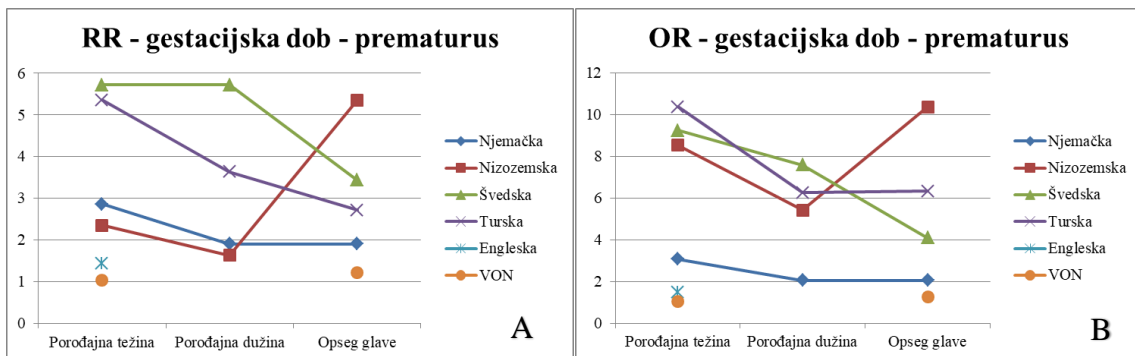 RR - gestacijska dob - prematurus
6
5
4
3
2
1
0
Porođajna težina
Porođajna dužina
Opseg glave
Njemačka
Nizozemska
Švedska
Turska
Engleska
VON
A
OR - gestacijska dob - prematurus
12
10
8
6
4
2
0
Porođajna težina
Porođajna dužina
Opseg glave
Njemačka
Nizozemska
Švedska
Turska
Engleska
VON
B